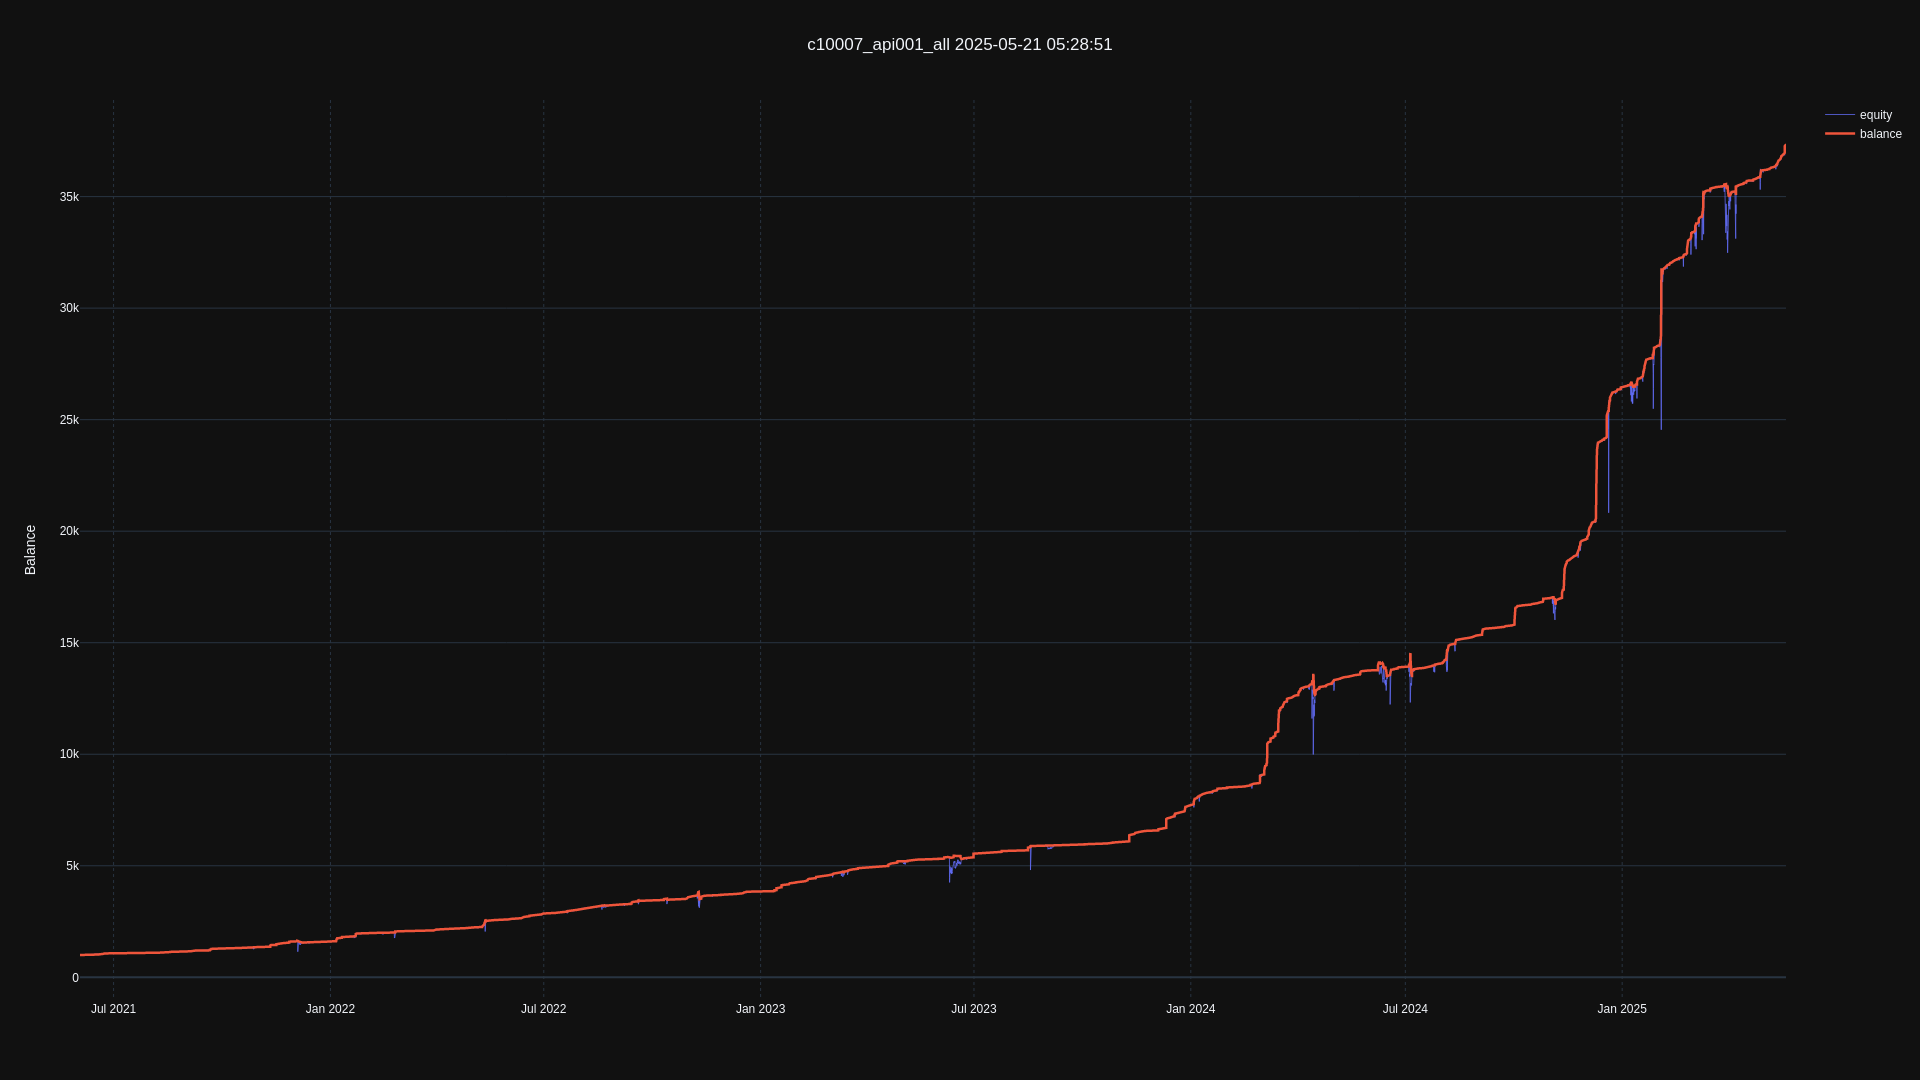 c10007_api001_all 2025-05-21 05:28:51
equity
balance
Balance
35k
30k
25k
20k
15k
10k
5k
0
Jul 2021
Jan 2022
Jul 2022
Jan 2023
Jul 2023
Jan 2024
Jul 2024
Jan 2025